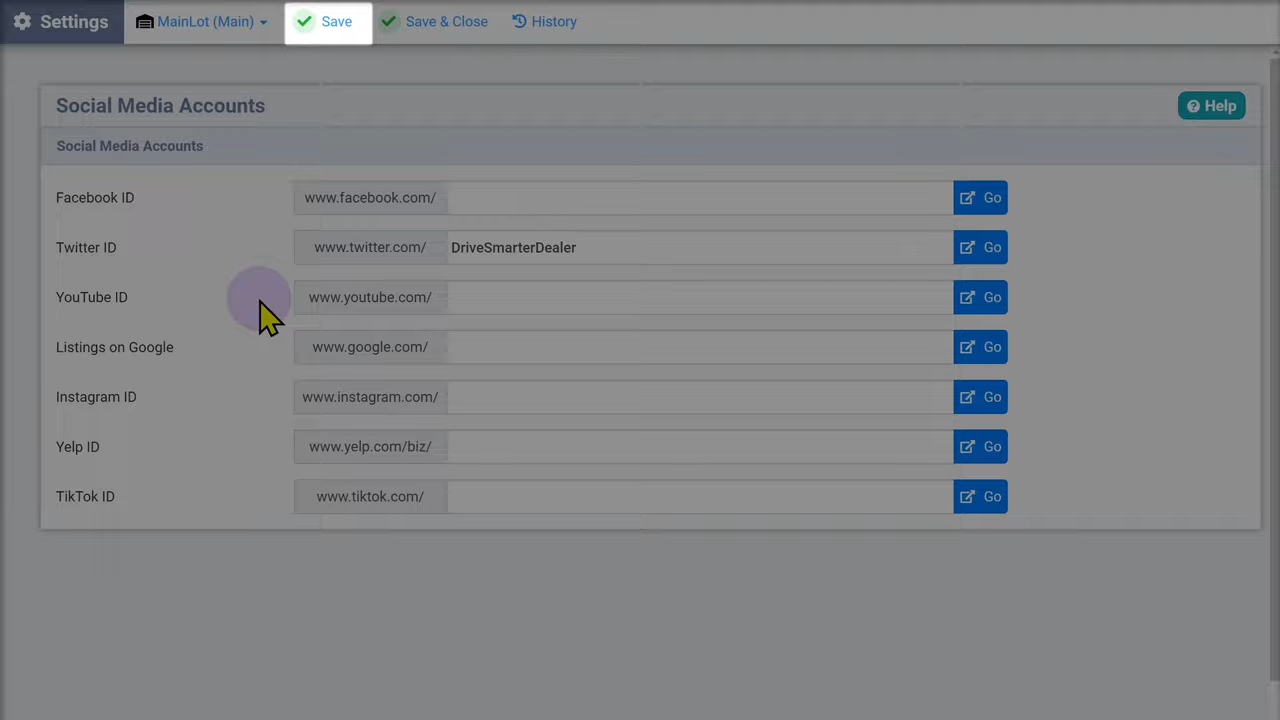 Settings MainLot (Main) Save Save & Close History
Social Media Accounts Help
Social Media Accounts
Facebook ID www.facebook.com/ Go
Twitter ID www.twitter.com/ DriveSmarterDealer Go
YouTube ID www.youtube.com/ Go
Listings on Google www.google.com/ Go
Instagram ID www.instagram.com/ Go
Yelp ID www.yelp.com/biz/ Go
TikTok ID www.tiktok.com/ Go